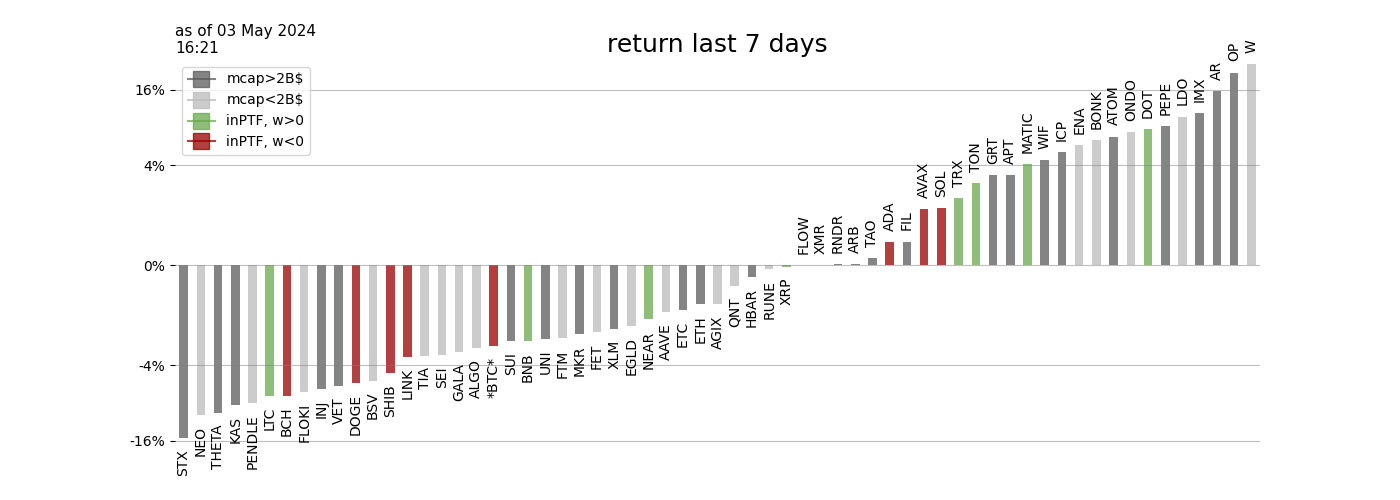 as of 03 May 2024
16:21
return last 7 days
mcap>2B$
mcap<2B$
inPTF, w>0
inPTF, w<0
16%
4%
0%
-4%
-16%
STX
NEO
THETA
KAS
PENDLE
LTC
BCH
FLOKI
INJ
VET
DOGE
BSV
SHIB
LINK
TIA
SEI
GALA
ALGO
*BTC*
SUI
BNB
UNI
FTM
MKR
FET
XLM
EGLD
NEAR
AAVE
ETC
ETH
AGIX
QNT
HBAR
RUNE
XRP
FLOW
XMR
RNDR
ARB
TAO
ADA
FIL
AVAX
SOL
TRX
TON
GRT
APT
MATIC
WIF
ICP
ENA
BONK
ATOM
ONDO
DOT
PEPE
LDO
IMX
AR
OP
W